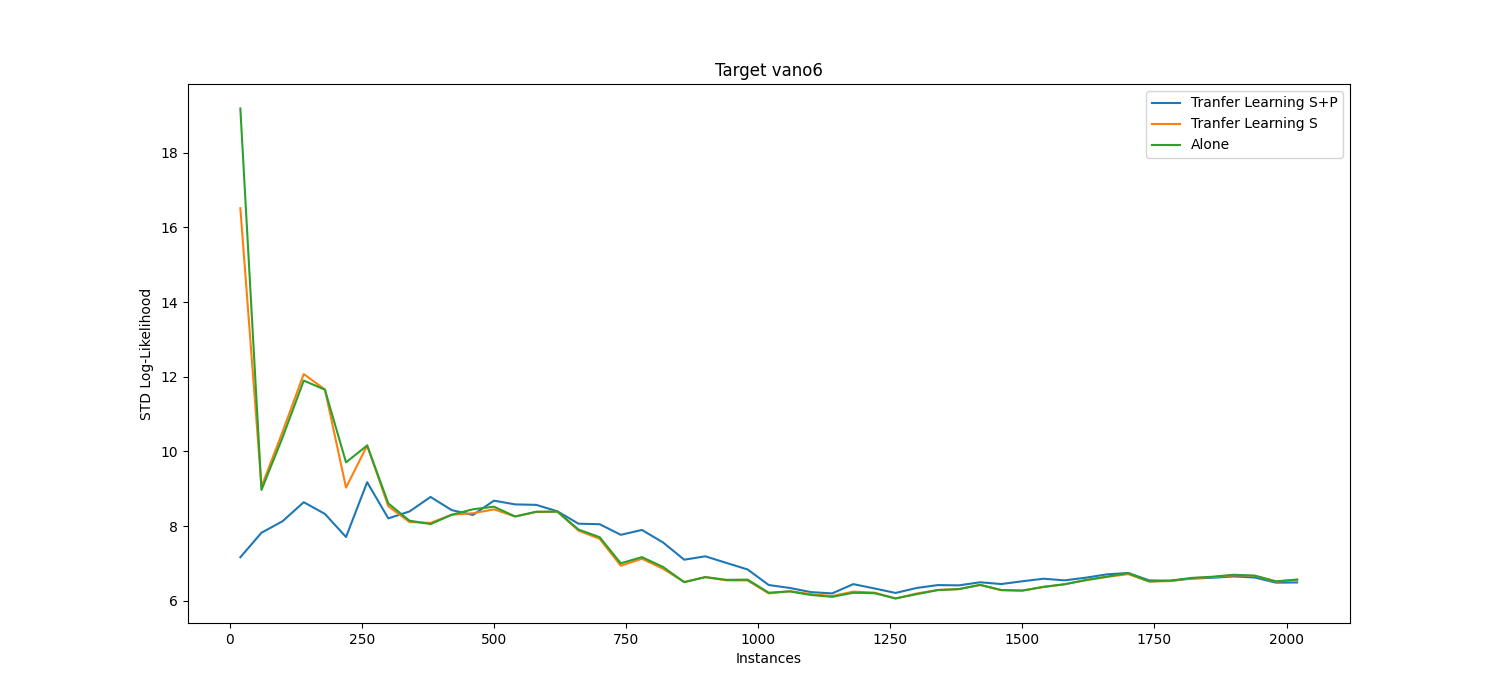 Target vano6
Tranfer Learning S+P
Tranfer Learning S
Alone
STD Log-Likelihood
18
16
14
12
10
8
6
0 250 500 750 1000 1250 1500 1750 2000
Instances